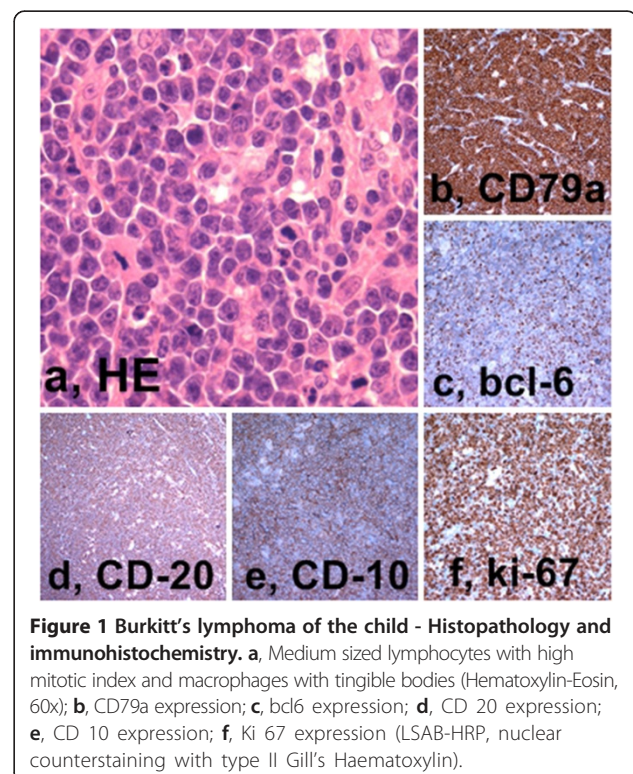 b, CD79a
a, HE
c, bcl-6
d, CD-20
e, CD-10
f, ki-67
Figure 1 Burkitt's lymphoma of the child - Histopathology and
immunohistochemistry. a, Medium sized lymphocytes with high
mitotic index and macrophages with tingible bodies (Hematoxylin-Eosin,
60x); b, CD79a expression; c, bcl6 expression; d, CD 20 expression;
e, CD 10 expression; f, Ki 67 expression (LSAB-HRP, nuclear
counterstaining with type II Gill's Haematoxylin).